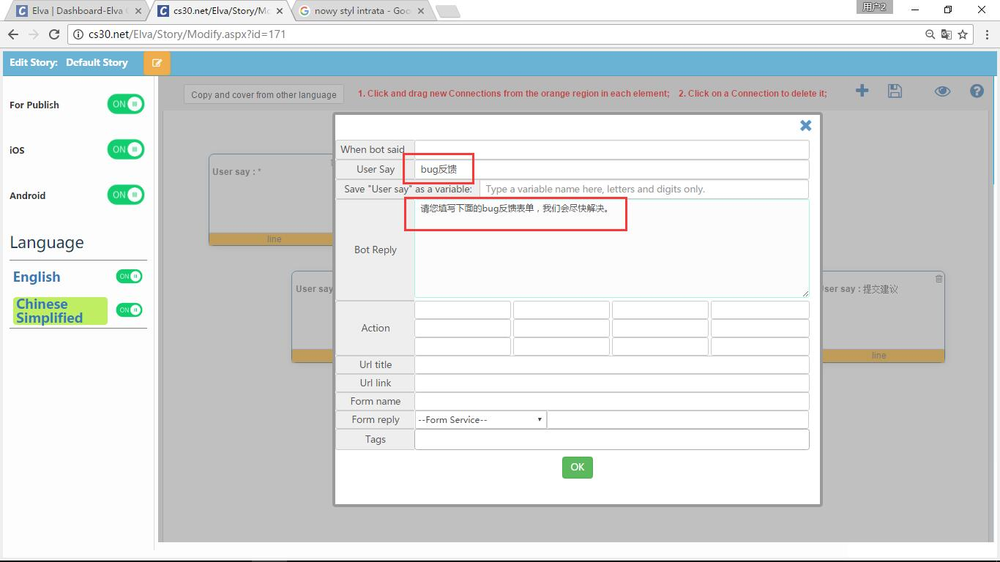 Elva | Dashboard-Elva
cs30.net/Elva/Story/Mo
nowy styl intrata - Goo
用户2
cs30.net/Elva/Story/Modify.aspx?id=171
Edit Story: Default Story
Copy and cover from other language
1. Click and drag new Connections from the orange region in each element; 2. Click on a Connection to delete it;
For Publish ON
iOS ON
Android ON
Language
English ON
Chinese Simplified ON
User say : *
line
User say
User say : 提交建议
line
When bot said
User Say bug反馈
Save "User say" as a variable: Type a variable name here, letters and digits only.
Bot Reply 请您填写下面的bug反馈表单，我们会尽快解决。
Action
Url title
Url link
Form name
Form reply --Form Service--
Tags
OK